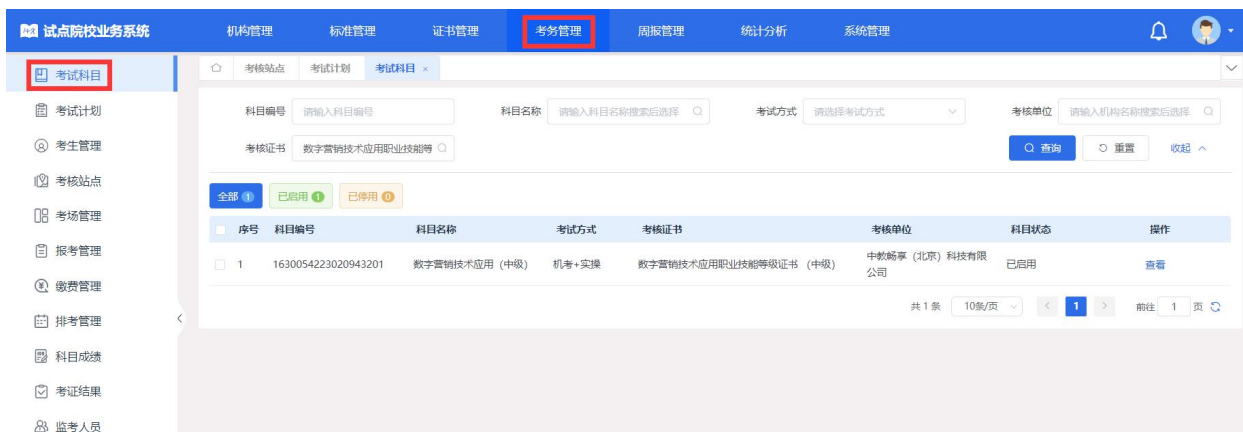 试点院校业务系统 机构管理 标准管理 证书管理 考务管理 周报管理 统计分析 系统管理
考试科目
考试计划
考生管理
考核站点
考场管理
报考管理
缴费管理
排考管理
科目成绩
考证结果
监考人员
考核站点 考试计划 考试科目 ×
科目编号 请输入科目编号 科目名称 请输入科目名称搜索后选择 考试方式 请选择考试方式 考核单位 请输入机构名称搜索后选择
考核证书 数字营销技术应用职业技能等 查询 重置 收起
全部 1 已启用 1 已停用 0
序号 科目编号 科目名称 考试方式 考核证书 考核单位 科目状态 操作
1 1630054223020943201 数字营销技术应用（中级） 机考+实操 数字营销技术应用职业技能等级证书（中级） 中教畅享（北京）科技有限 已启用 查看
公司
共 1 条 10条/页 < 1 > 前往 1 页